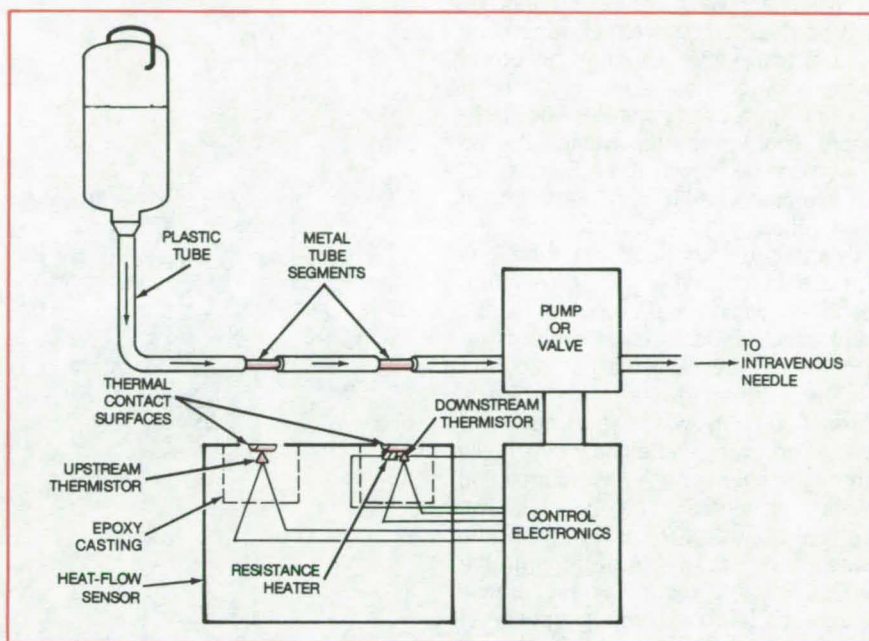 PLASTIC
TUBE
METAL
TUBE
SEGMENTS
PUMP
OR
VALVE
TO
INTRAVENOUS
NEEDLE
THERMAL
CONTACT
SURFACES
DOWNSTREAM
THERMISTOR
UPSTREAM
THERMISTOR
EPOXY
CASTING
HEAT-FLOW
SENSOR
RESISTANCE
HEATER
CONTROL
ELECTRONICS